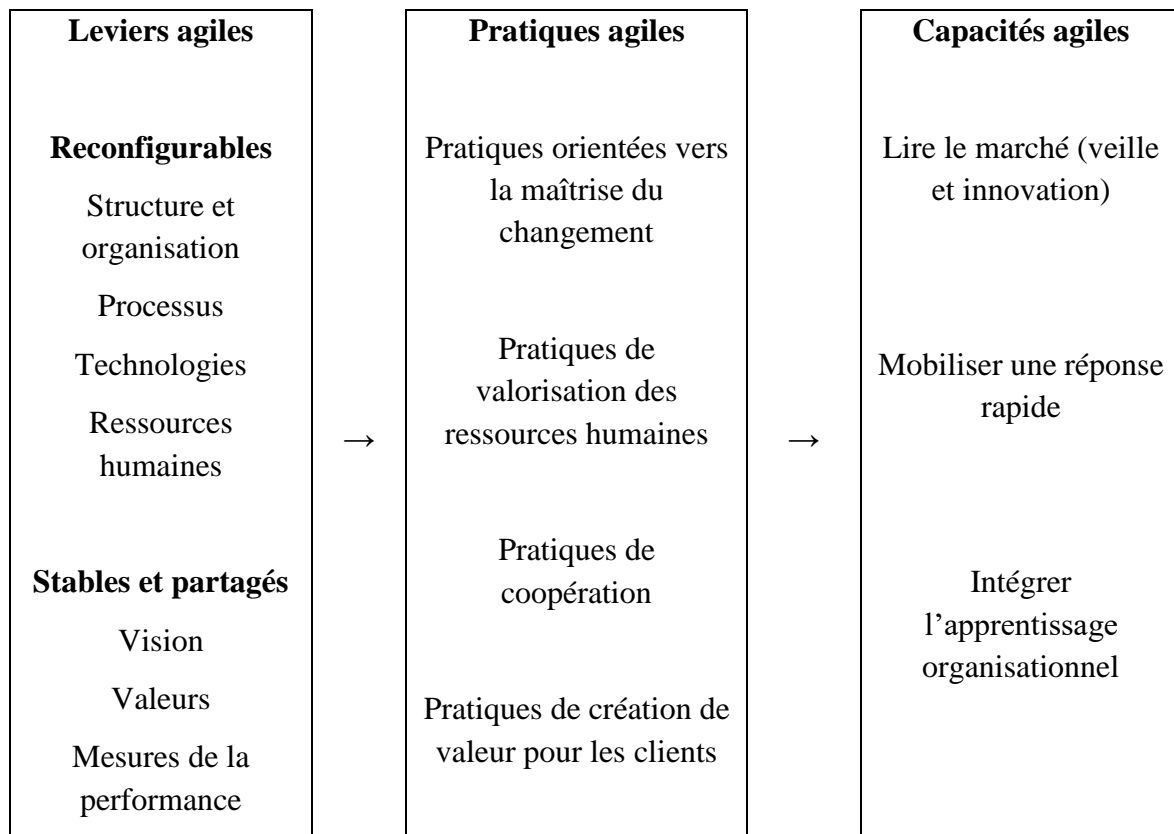 Leviers agiles
Reconfigurables
Structure et
organisation
Processus
Technologies
Ressources
humaines
Stables et partagés
Vision
Valeurs
Mesures de la
performance
→
Pratiques agiles
Pratiques orientées vers
la maîtrise du
changement
Pratiques de
valorisation des
ressources humaines
Pratiques de
coopération
Pratiques de création de
valeur pour les clients
→
Capacités agiles
Lire le marché (veille
et innovation)
Mobiliser une réponse
rapide
Intégrer
l’apprentissage
organisationnel